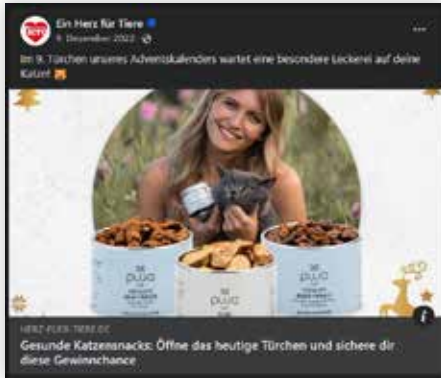 Tiere
Ein Herz für Tiere
9. Dezember 2022
Im 9. Türchen unseres Adventskalenders wartet eine besondere Leckerei auf deine
Katze!
HERZ-FUER-TIERE.DE
Gesunde Katzensnacks: Öffne das heutige Türchen und sichere dir
diese Gewinnchance